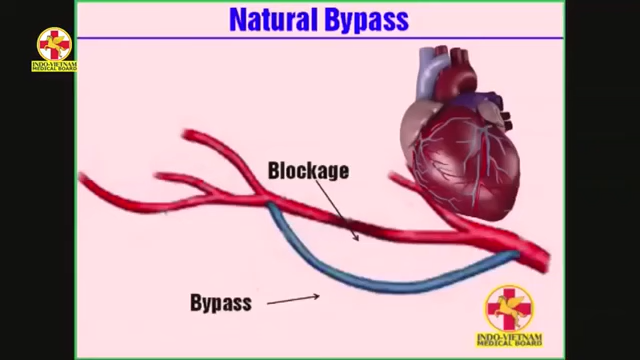 Natural Bypass
INDO-VIETNAM
MEDICAL BOARD
Blockage
Bypass
INDO-VIETNAM
MEDICAL BOARD